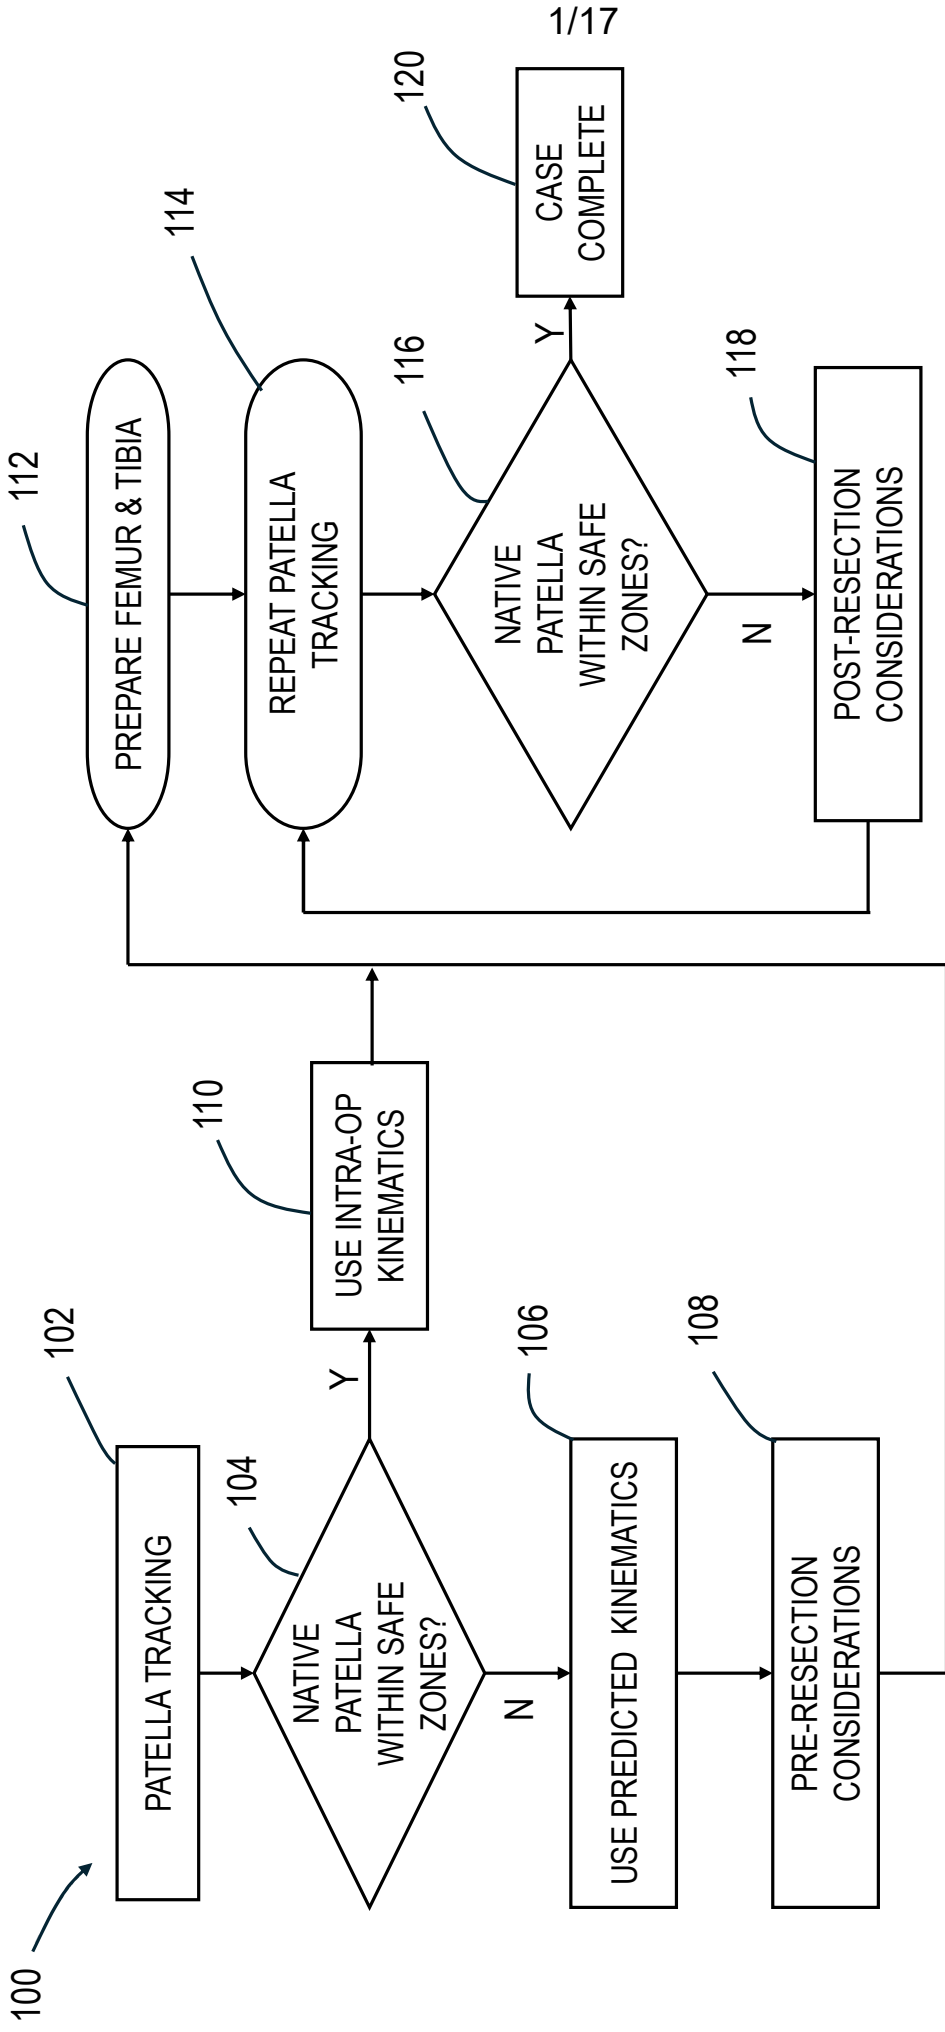 1/17
100
102
PATELLA TRACKING
104
NATIVE
PATELLA
WITHIN SAFE
ZONES?
Y
N
106
USE PREDICTED KINEMATICS
108
PRE-RESECTION
CONSIDERATIONS
110
USE INTRA-OP
KINEMATICS
112
PREPARE FEMUR & TIBIA
114
REPEAT PATELLA
TRACKING
116
NATIVE
PATELLA
WITHIN SAFE
ZONES?
Y
N
118
POST-RESECTION
CONSIDERATIONS
120
CASE
COMPLETE